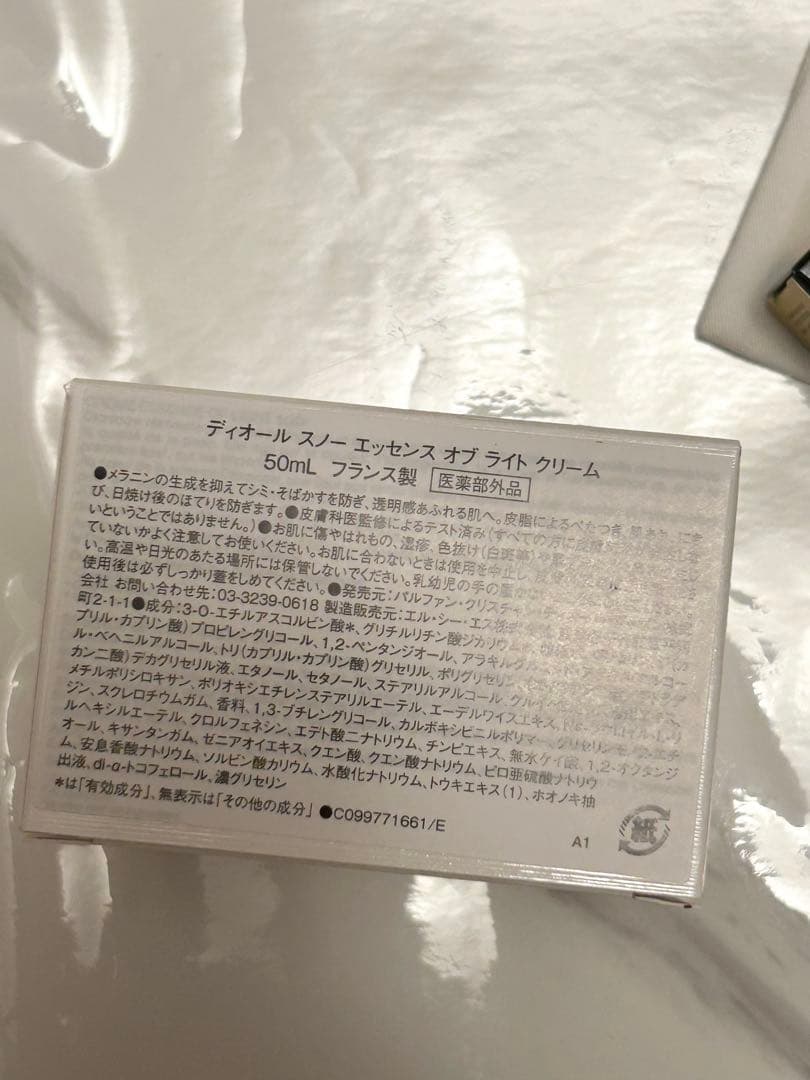 ディオール スノー エッセンス オブ ライト クリーム
50mL フランス製 医薬部外品
●メラニンの生成を抑えてシミ・そばかすを防ぎ、透明感あふれる肌へ。皮脂によるべたつき、肌あれ
び、日焼け後のほてりを防ぎます。●皮膚科医監修によるテスト済み(すべての方に
いということではありません。)●お肌に傷やはれもの、湿疹、色抜け(白斑等)や
ていないかよく注意してお使いください。お肌に合わないときは使用を中止し、
い。高温や日光のあたる場所には保管しないでください。乳幼児の手の届
使用後は必ずしっかり蓋をしめてください。●発売元:パルファン・クリスチャン
会社 お問い合わせ先:03-3239-0618 製造販売元:エル・シー・エス
町2-1-1●成分:3-O-エチルアスコルビン酸*、グリチルリチン酸ジカリウム
プリル・カプリン酸)プロピレングリコール、1,2-ペンタンジオール、アラキルグル
ル・ベヘニルアルコール、トリ(カプリル・カプリン酸)グリセリル、ポリグリセリン
カン二酸)デカグリセリル液、エタノール、セタノール、ステアリルアルコール、
メチルポリシロキサン、ポリオキシエチレンステアリルエーテル、エーデルワイスエキス、
ジン、スクレロチウムガム、香料、1,3-ブチレングリコール、カルボキシビニルポリマー、グリセリンモノ
ルヘキシルエーテル、クロルフェネシン、エデト酸二ナトリウム、チンピエキス、無水ケイ酸、1,2-オクタンジ
オール、キサンタンガム、ゼニアオイエキス、クエン酸、クエン酸ナトリウム、ピロ亜硫酸ナトリウ
ム、安息香酸ナトリウム、ソルビン酸カリウム、水酸化ナトリウム、トウキエキス(1)、ホオノキ抽
出液、dl-α-トコフェロール、濃グリセリン
*は「有効成分」、無表示は「その他の成分」 ●C099771661/E
A1
紙